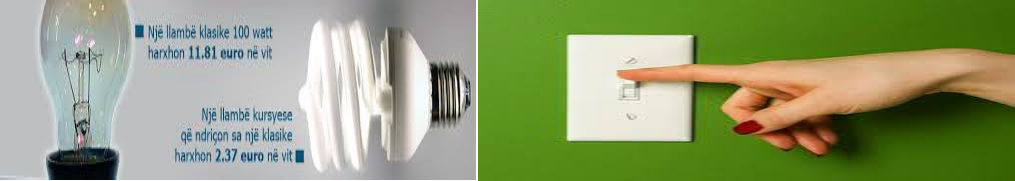 Një llambë klasike 100 watt
harxhon 11.81 euro në vit
Një llambë kursyese
që ndriçon sa një klasike
harxhon 2.37 euro në vit